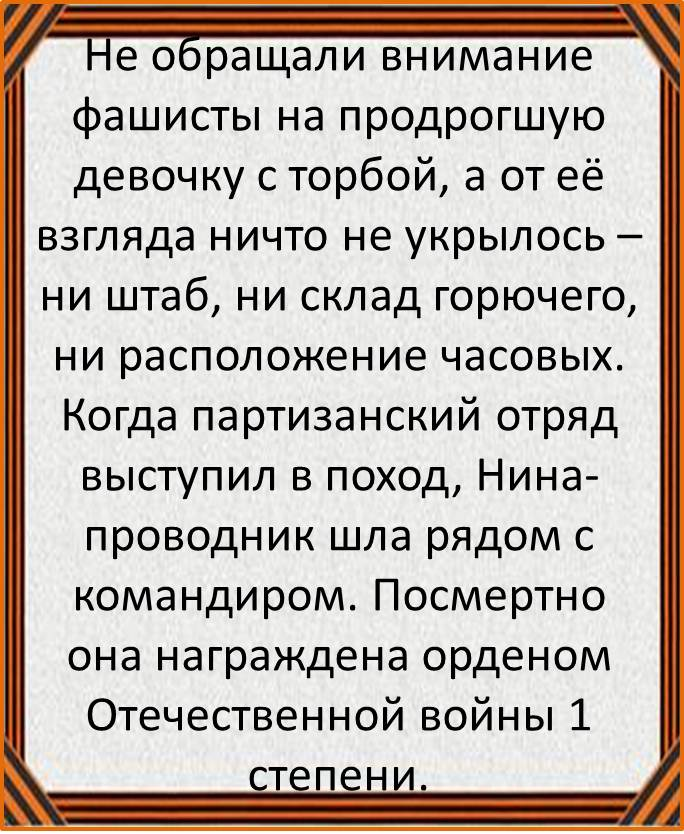 Не обращали внимание
фашисты на продрогшую
девочку с торбой, а от её
взгляда ничто не укрылось –
ни штаб, ни склад горючего,
ни расположение часовых.
Когда партизанский отряд
выступил в поход, Нина-
проводник шла рядом с
командиром. Посмертно
она награждена орденом
Отечественной войны 1
степени.